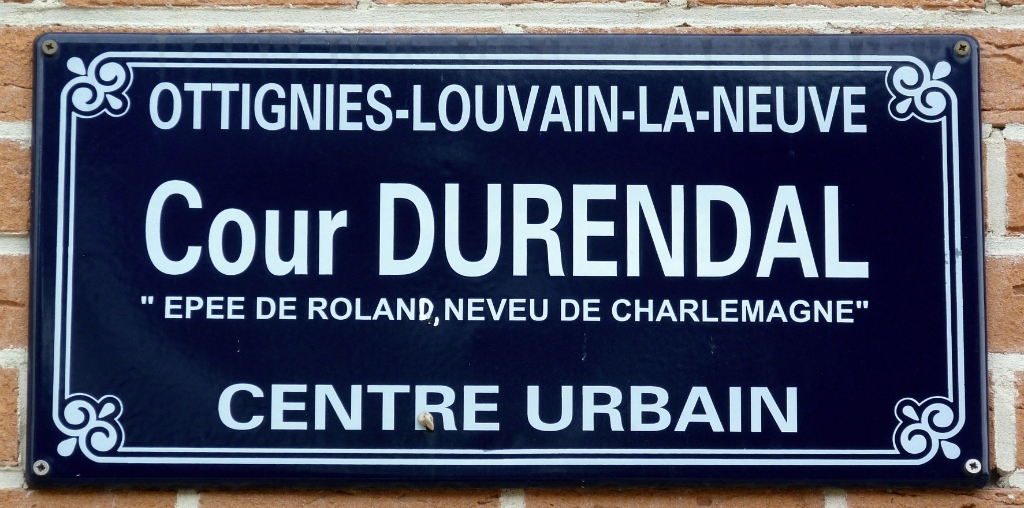 OTTIGNIES-LOUVAIN-LA-NEUVE
Cour DURENDAL
" EPEE DE ROLAND, NEVEU DE CHARLEMAGNE"
CENTRE URBAIN